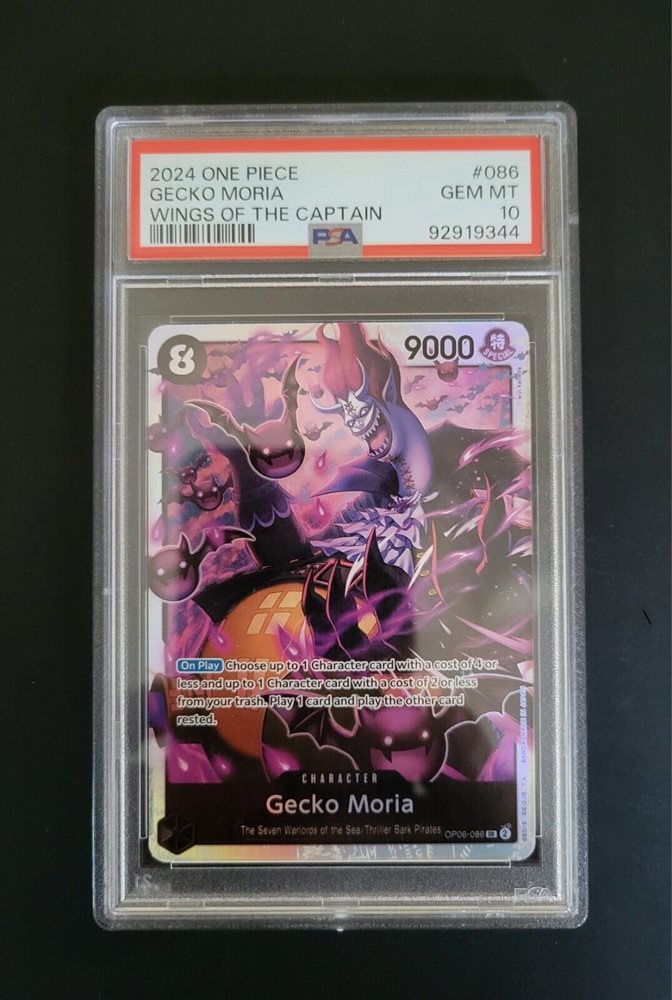 2024 ONE PIECE #086
GECKO MORIA GEM MT
WINGS OF THE CAPTAIN 10
PSA 92919344
8 9000 特
SPECIAL
On Play Choose up to 1 Character card with a cost of 4 or
less and up to 1 Character card with a cost of 2 or less
from your trash. Play 1 card and play the other card
rested.
CHARACTER
Gecko Moria
The Seven Warlords of the Sea/Thriller Bark Pirates OP06-086 SR 2